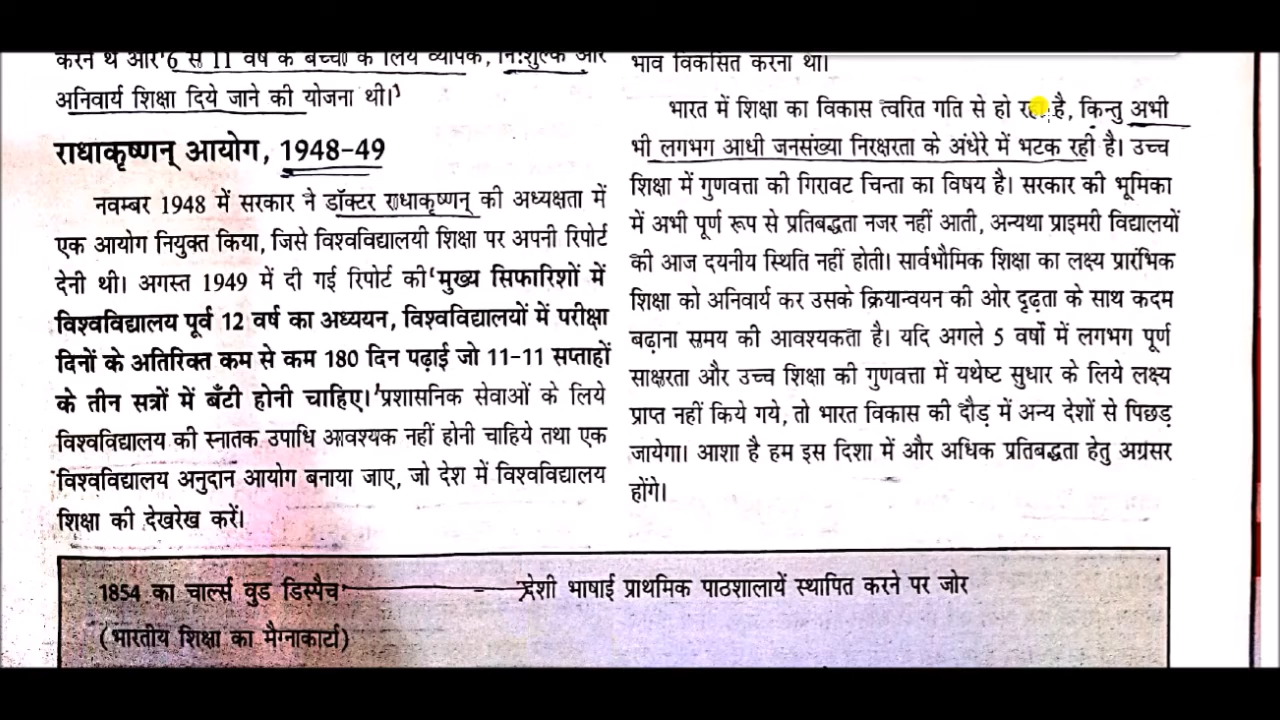 करने थे और 6 से 11 वर्ष के बच्चों के लिये व्यापक, निःशुल्क और
अनिवार्य शिक्षा दिये जाने की योजना थी।
राधाकृष्णन् आयोग, 1948-49
नवम्बर 1948 में सरकार ने डॉक्टर राधाकृष्णन् की अध्यक्षता में
एक आयोग नियुक्त किया, जिसे विश्वविद्यालयी शिक्षा पर अपनी रिपोर्ट
देनी थी। अगस्त 1949 में दी गई रिपोर्ट की मुख्य सिफारिशों में
विश्वविद्यालय पूर्व 12 वर्ष का अध्ययन, विश्वविद्यालयों में परीक्षा
दिनों के अतिरिक्त कम से कम 180 दिन पढ़ाई जो 11-11 सप्ताहों
के तीन सत्रों में बँटी होनी चाहिए। प्रशासनिक सेवाओं के लिये
विश्वविद्यालय की स्नातक उपाधि आवश्यक नहीं होनी चाहिये तथा एक
विश्वविद्यालय अनुदान आयोग बनाया जाए, जो देश में विश्वविद्यालय
शिक्षा की देखरेख करें।
भाव विकसित करना था।
भारत में शिक्षा का विकास त्वरित गति से हो रहा है, किन्तु अभी
भी लगभग आधी जनसंख्या निरक्षरता के अंधेरे में भटक रही है। उच्च
शिक्षा में गुणवत्ता की गिरावट चिन्ता का विषय है। सरकार की भूमिका
में अभी पूर्ण रूप से प्रतिबद्धता नजर नहीं आती, अन्यथा प्राइमरी विद्यालयों
की आज दयनीय स्थिति नहीं होती। सार्वभौमिक शिक्षा का लक्ष्य प्रारंभिक
शिक्षा को अनिवार्य कर उसके क्रियान्वयन की ओर दृढ़ता के साथ कदम
बढ़ाना समय की आवश्यकता है। यदि अगले 5 वर्षो में लगभग पूर्ण
साक्षरता और उच्च शिक्षा की गुणवत्ता में यथेष्ट सुधार के लिये लक्ष्य
प्राप्त नहीं किये गये, तो भारत विकास की दौड़ में अन्य देशों से पिछड़
जायेगा। आशा है हम इस दिशा में और अधिक प्रतिबद्धता हेतु अग्रसर
होंगे।
1854 का चार्ल्स वुड डिस्पैच देशी भाषाई प्राथमिक पाठशालायें स्थापित करने पर जोर
(भारतीय शिक्षा का मैग्नाकार्टा)